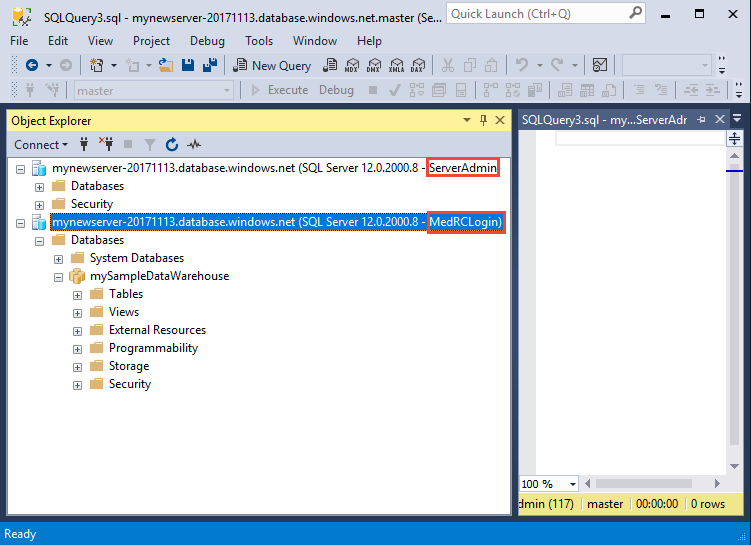 SQLQuery3.sql - mynewserver-20171113.database.windows.net.master (Se...
Quick Launch (Ctrl+Q)
File Edit View Project Debug Tools Window Help
New Query MDX DMX XMLA DAX
master Execute Debug
Object Explorer
SQLQuery3.sql - my...ServerAdr
Connect
mynewserver-20171113.database.windows.net (SQL Server 12.0.2000.8 - ServerAdmin
Databases
Security
mynewserver-20171113.database.windows.net (SQL Server 12.0.2000.8 - MedRCLogin)
Databases
System Databases
mySampleDataWarehouse
Tables
Views
External Resources
Programmability
Storage
Security
100 %
dmin (117) master 00:00:00 0 rows
Ready